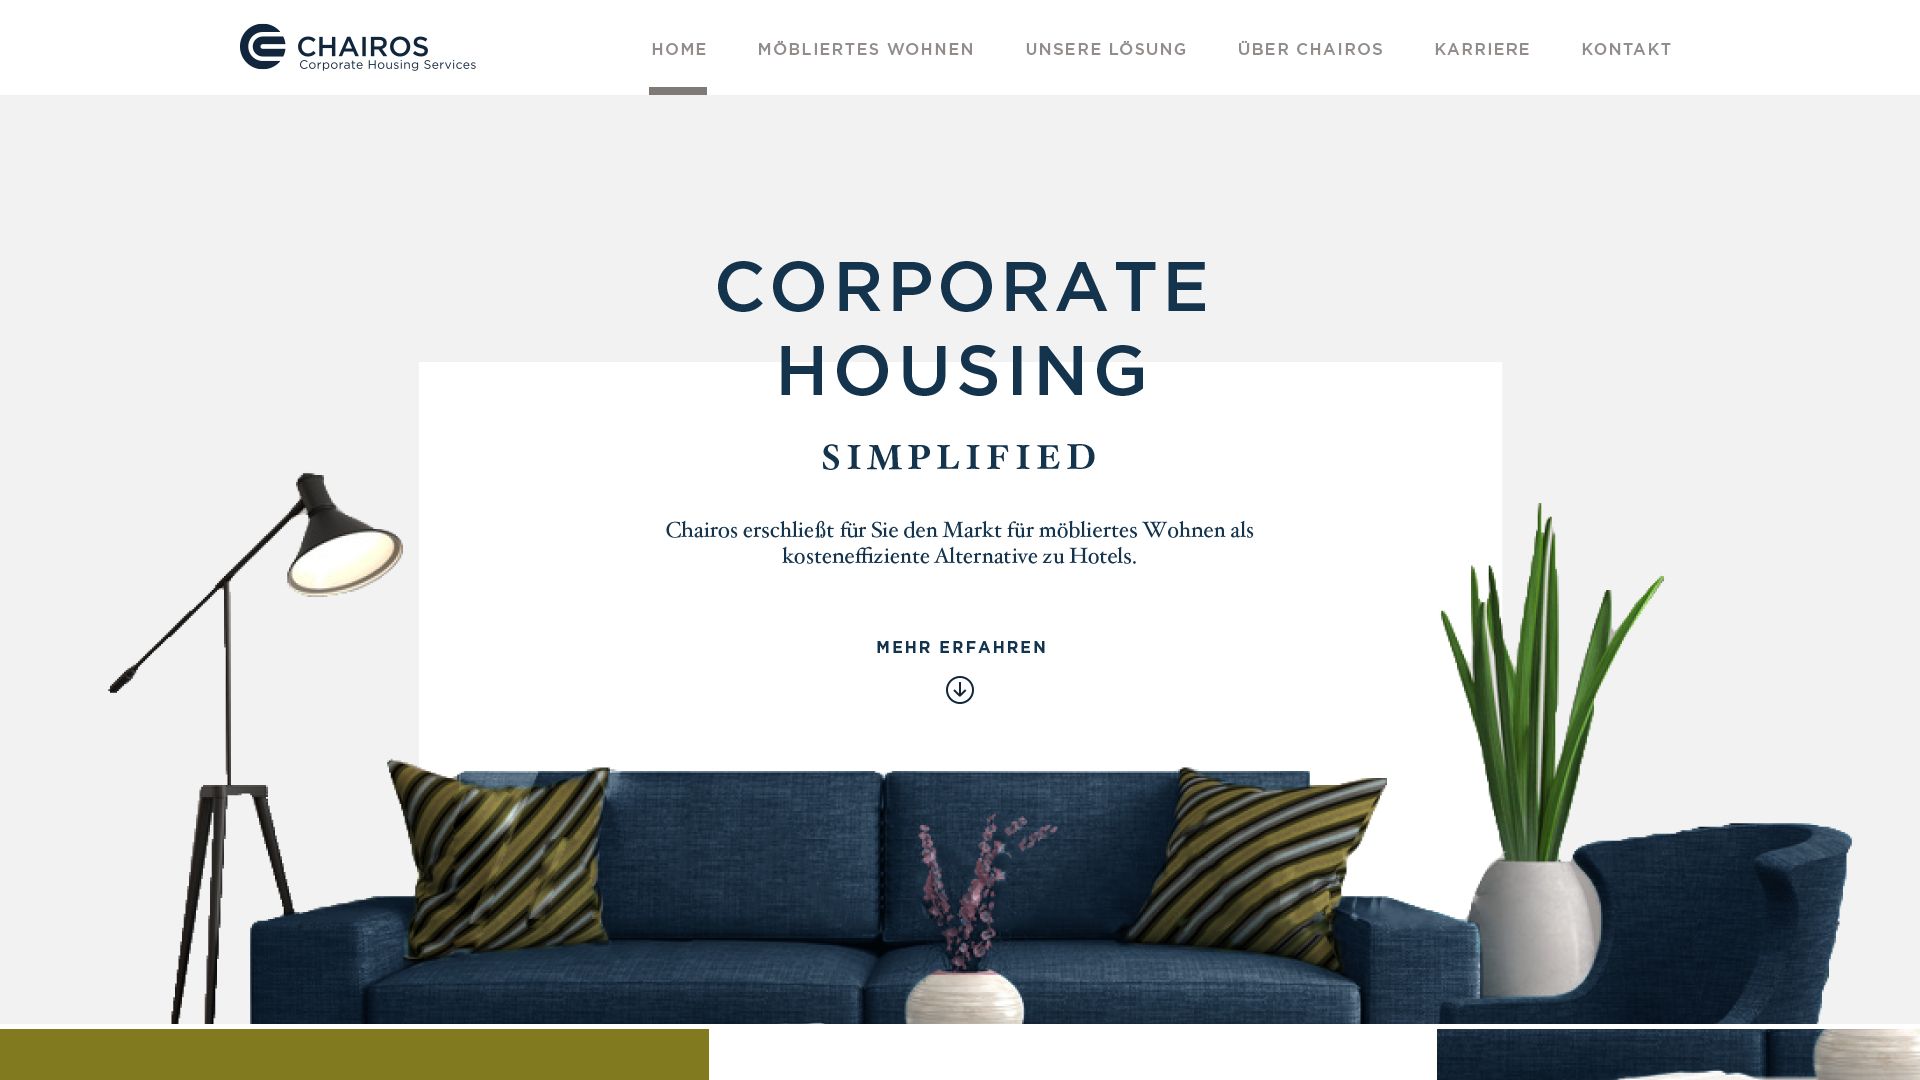 CHAIROS
Corporate Housing Services
HOME
MÖBLIERTES WOHNEN
UNSERE LÖSUNG
ÜBER CHAIROS
KARRIERE
KONTAKT
CORPORATE
HOUSING
SIMPLIFIED
Chairos erschließt für Sie den Markt für möbliertes Wohnen als
kosteneffiziente Alternative zu Hotels.
MEHR ERFAHREN